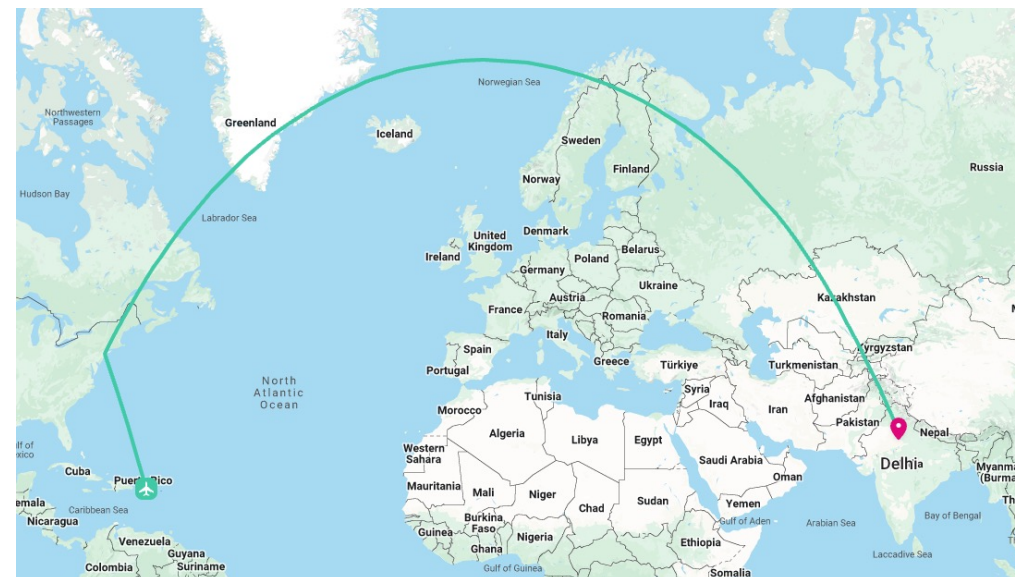 Northwestern
Passages
Greenland
Norwegian Sea
Iceland
Sweden
Finland
Norway
Russia
Hudson Bay
Labrador Sea
United
Kingdom
Denmark
Ireland
Belarus
Poland
Germany
Ukraine
Kazakhstan
Austria
France
Romania
Italy
Kyrgyzstan
Spain
Greece
Türkiye
Turkmenistan
Portugal
North
Atlantic
Ocean
Syria
Tunisia
Iraq
Iran
Afghanistan
Morocco
Pakistan
Nepal
Algeria
Libya
Egypt
Western
Sahara
Saudi Arabia
Delhi
Oman
Cuba
Puerto Rico
Mauritania
Mali
Niger
Chad
Sudan
Yemen
Caribbean Sea
Nicaragua
Burkina
Faso
Guinea
Nigeria
Ghana
Ethiopia
Gulf of Aden
Arabian Sea
Bay of Bengal
Venezuela
Guyana
Colombia
Suriname
Gulf of Guinea
Somalia
Laccadive Sea